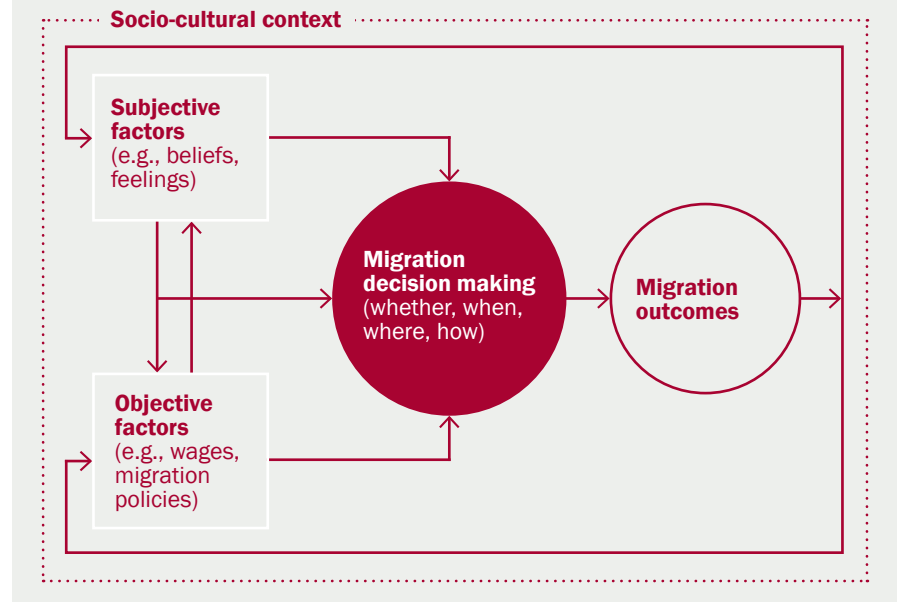 Socio-cultural context
Subjective
factors
(e.g., beliefs,
feelings)
Migration
decision making
(whether, when,
where, how)
Migration
outcomes
Objective
factors
(e.g., wages,
migration
policies)